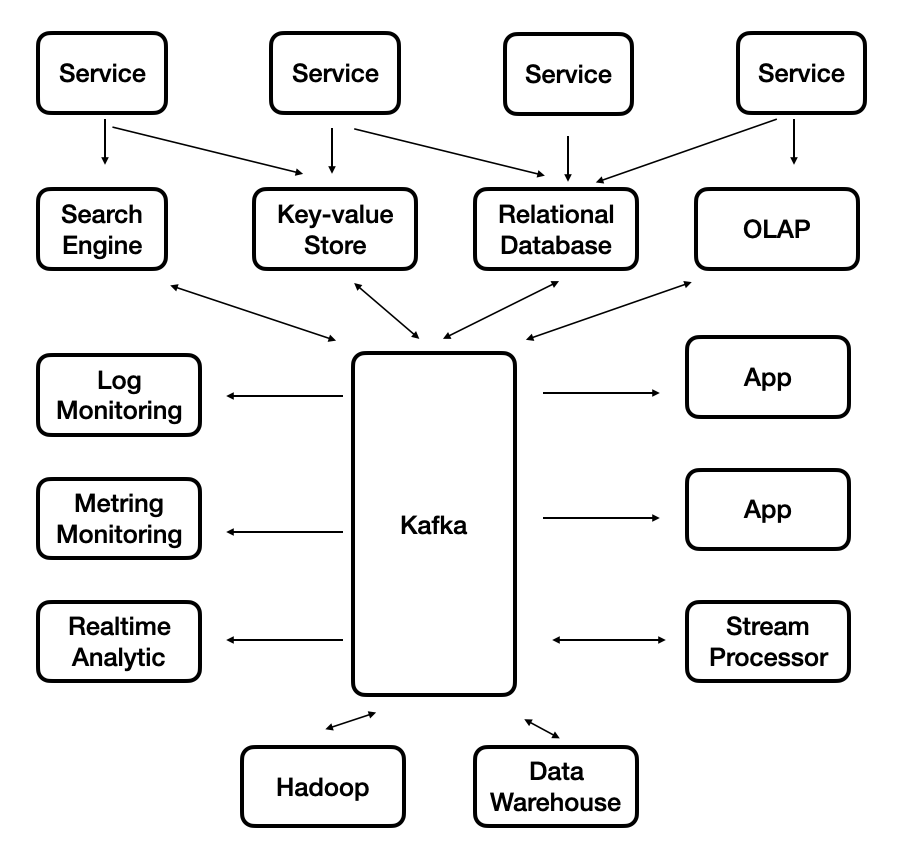 Service
Service
Service
Service
Search
Engine
Key-value
Store
Relational
Database
OLAP
Log
Monitoring
App
Metring
Monitoring
Kafka
App
Realtime
Analytic
Stream
Processor
Hadoop
Data
Warehouse